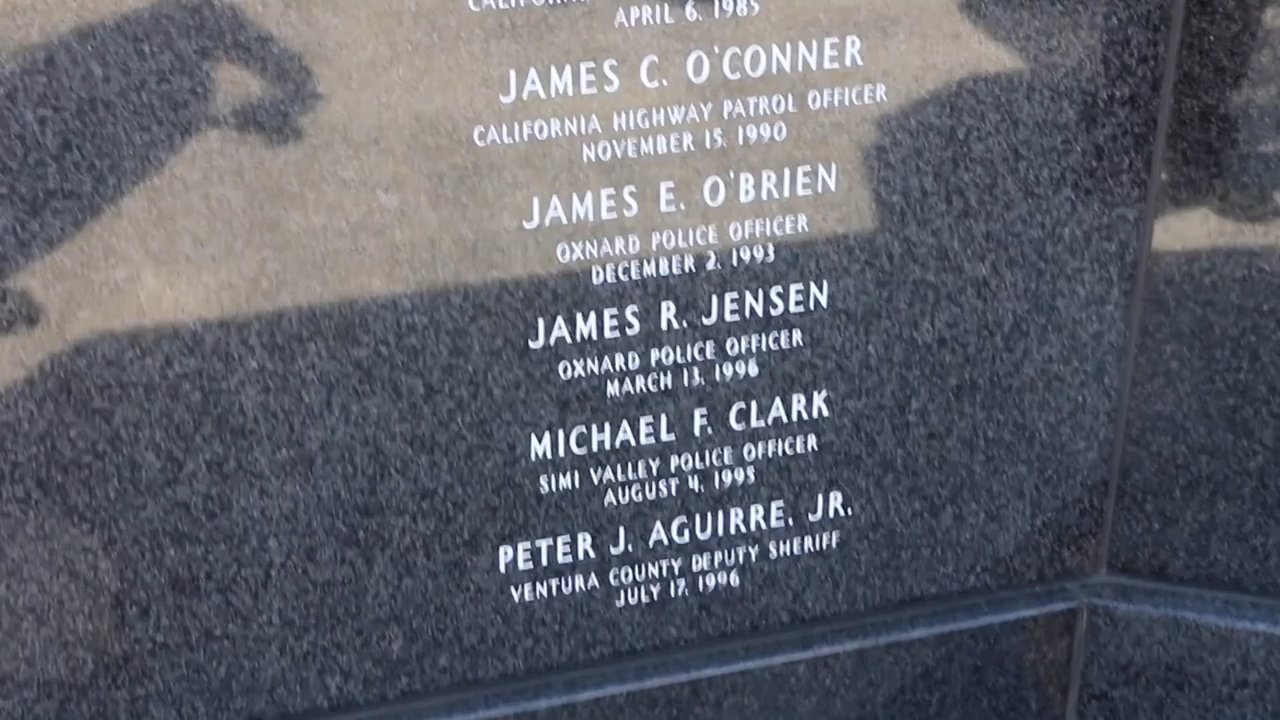 APRIL 6, 1985
JAMES C. O'CONNER
CALIFORNIA HIGHWAY PATROL OFFICER
NOVEMBER 15, 1990
JAMES E. O'BRIEN
OXNARD POLICE OFFICER
DECEMBER 2, 1993
JAMES R. JENSEN
OXNARD POLICE OFFICER
MARCH 13, 1996
MICHAEL F. CLARK
SIMI VALLEY POLICE OFFICER
AUGUST 4, 1995
PETER J. AGUIRRE, JR.
VENTURA COUNTY DEPUTY SHERIFF
JULY 17, 1996